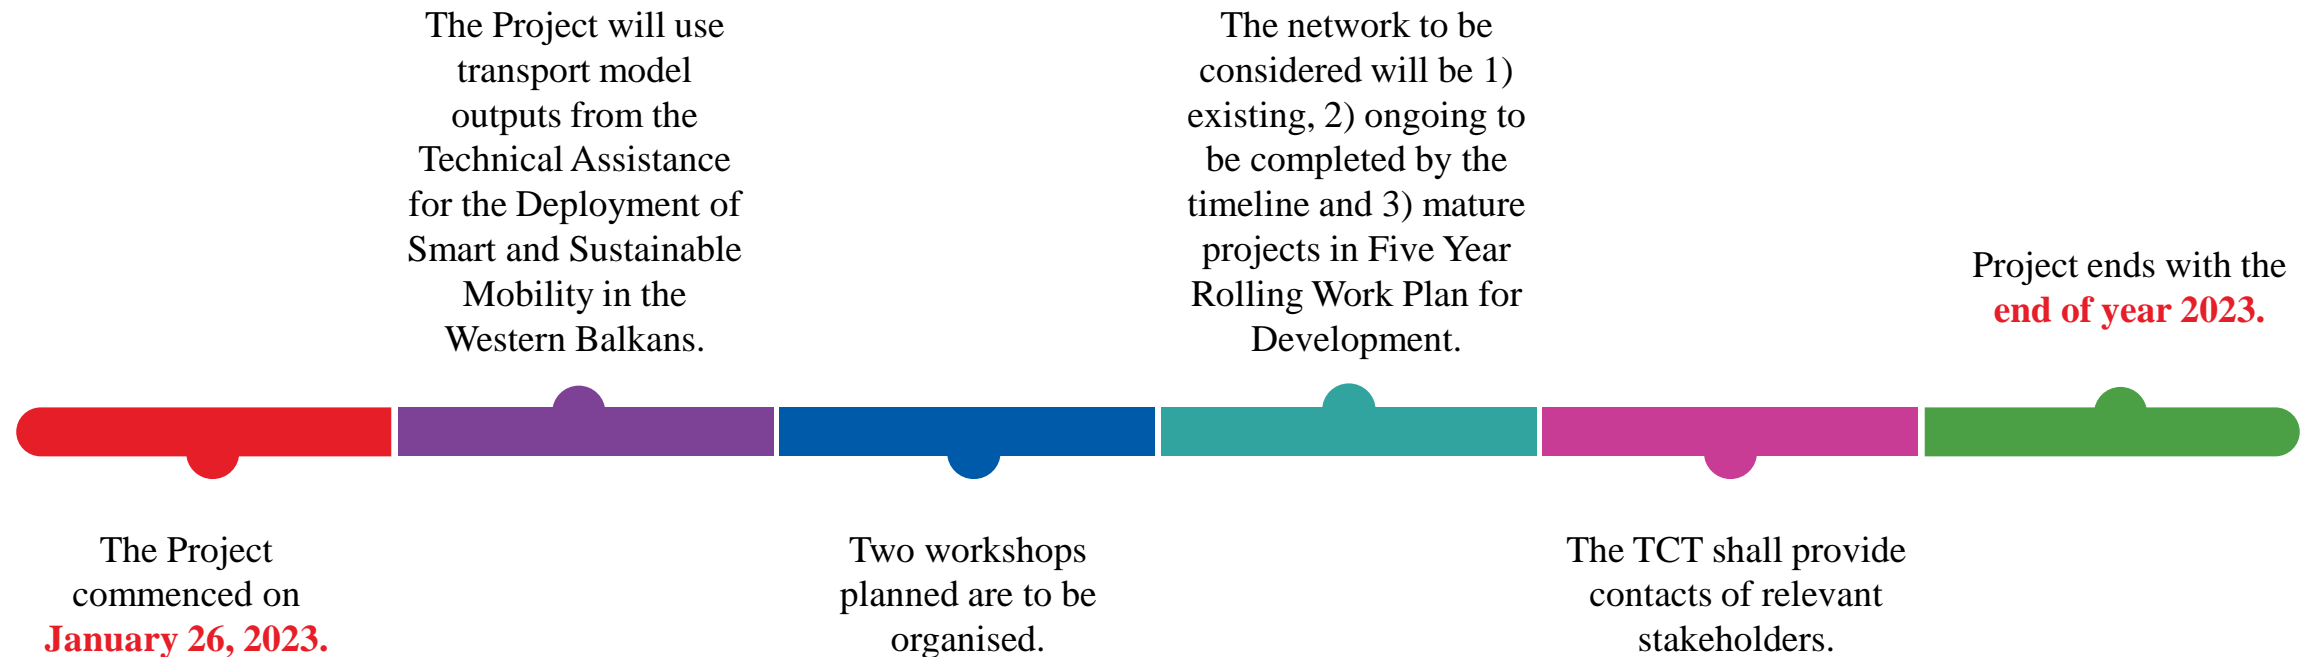 The Project
commenced on
January 26, 2023.
The Project will use
transport model
outputs from the
Technical Assistance
for the Deployment of
Smart and Sustainable
Mobility in the
Western Balkans.
Two workshops
planned are to be
organised.
The network to be
considered will be 1)
existing, 2) ongoing to
be completed by the
timeline and 3) mature
projects in Five Year
Rolling Work Plan for
Development.
The TCT shall provide
contacts of relevant
stakeholders.
Project ends with the
end of year 2023.